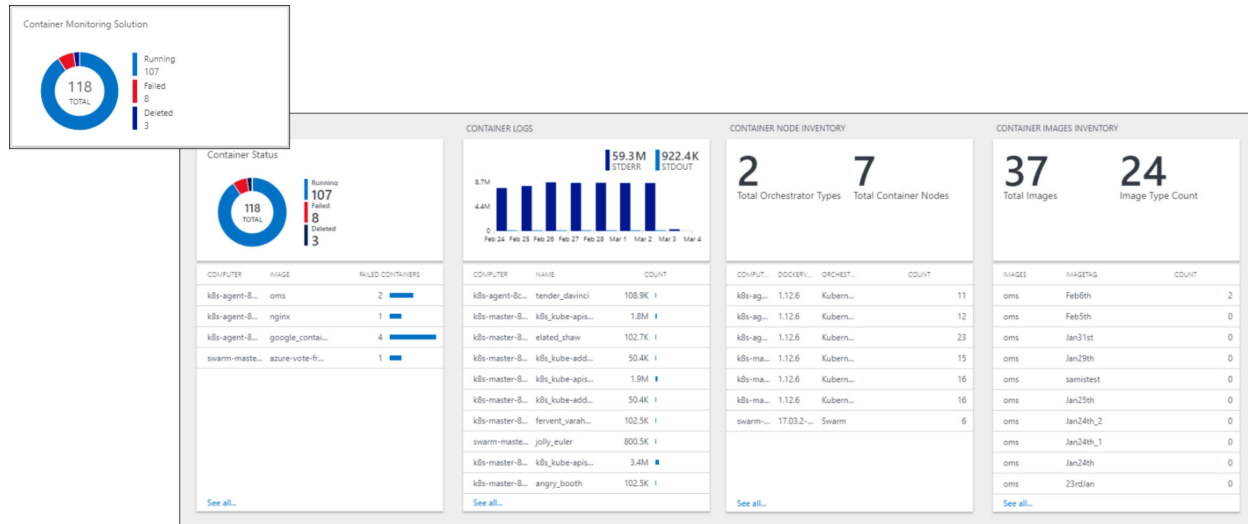 Container Monitoring Solution
118
TOTAL
Running
107
Failed
8
Deleted
3
Container Status
118
TOTAL
Running
107
Failed
8
Deleted
3
COMPUTER IMAGE FAILED CONTAINERS
k8s-agent-8... oms 2
k8s-agent-8... nginx 1
k8s-agent-8... google_contai... 4
swarm-maste... azure-vote-fr... 1
See all...
CONTAINER LOGS
59.3M STDERR
922.4K STDOUT
8.7M
4.4M
0
Feb 24 Feb 25 Feb 26 Feb 27 Feb 28 Mar 1 Mar 2 Mar 3 Mar 4
COMPUTER NAME COUNT
k8s-agent-8c... tender_davinci 108.9K
k8s-master-8... k8s_kube-apis... 1.8M
k8s-master-8... elated_shaw 102.7K
k8s-master-8... k8s_kube-add... 50.4K
k8s-master-8... k8s_kube-apis... 1.9M
k8s-master-8... k8s_kube-add... 50.4K
k8s-master-8... fervent_varah... 102.5K
swarm-maste... jolly_euler 800.5K
k8s-master-8... k8s_kube-apis... 3.4M
k8s-master-8... angry_booth 102.5K
See all...
CONTAINER NODE INVENTORY
2
Total Orchestrator Types
7
Total Container Nodes
COMPUT... DOCKERV... ORCHEST... COUNT
k8s-ag... 1.12.6 Kubern... 11
k8s-ag... 1.12.6 Kubern... 12
k8s-ag... 1.12.6 Kubern... 23
k8s-ma... 1.12.6 Kubern... 15
k8s-ma... 1.12.6 Kubern... 16
k8s-ma... 1.12.6 Kubern... 16
swarm-... 17.03.2-... Swarm 6
See all...
CONTAINER IMAGES INVENTORY
37
Total Images
24
Image Type Count
IMAGES IMAGETAG COUNT
oms Feb6th 2
oms Feb5th 0
oms Jan31st 0
oms Jan29th 0
oms samistest 0
oms Jan25th 0
oms Jan24th_2 0
oms Jan24th_1 0
oms Jan24th 0
oms 23rdJan 0
See all...